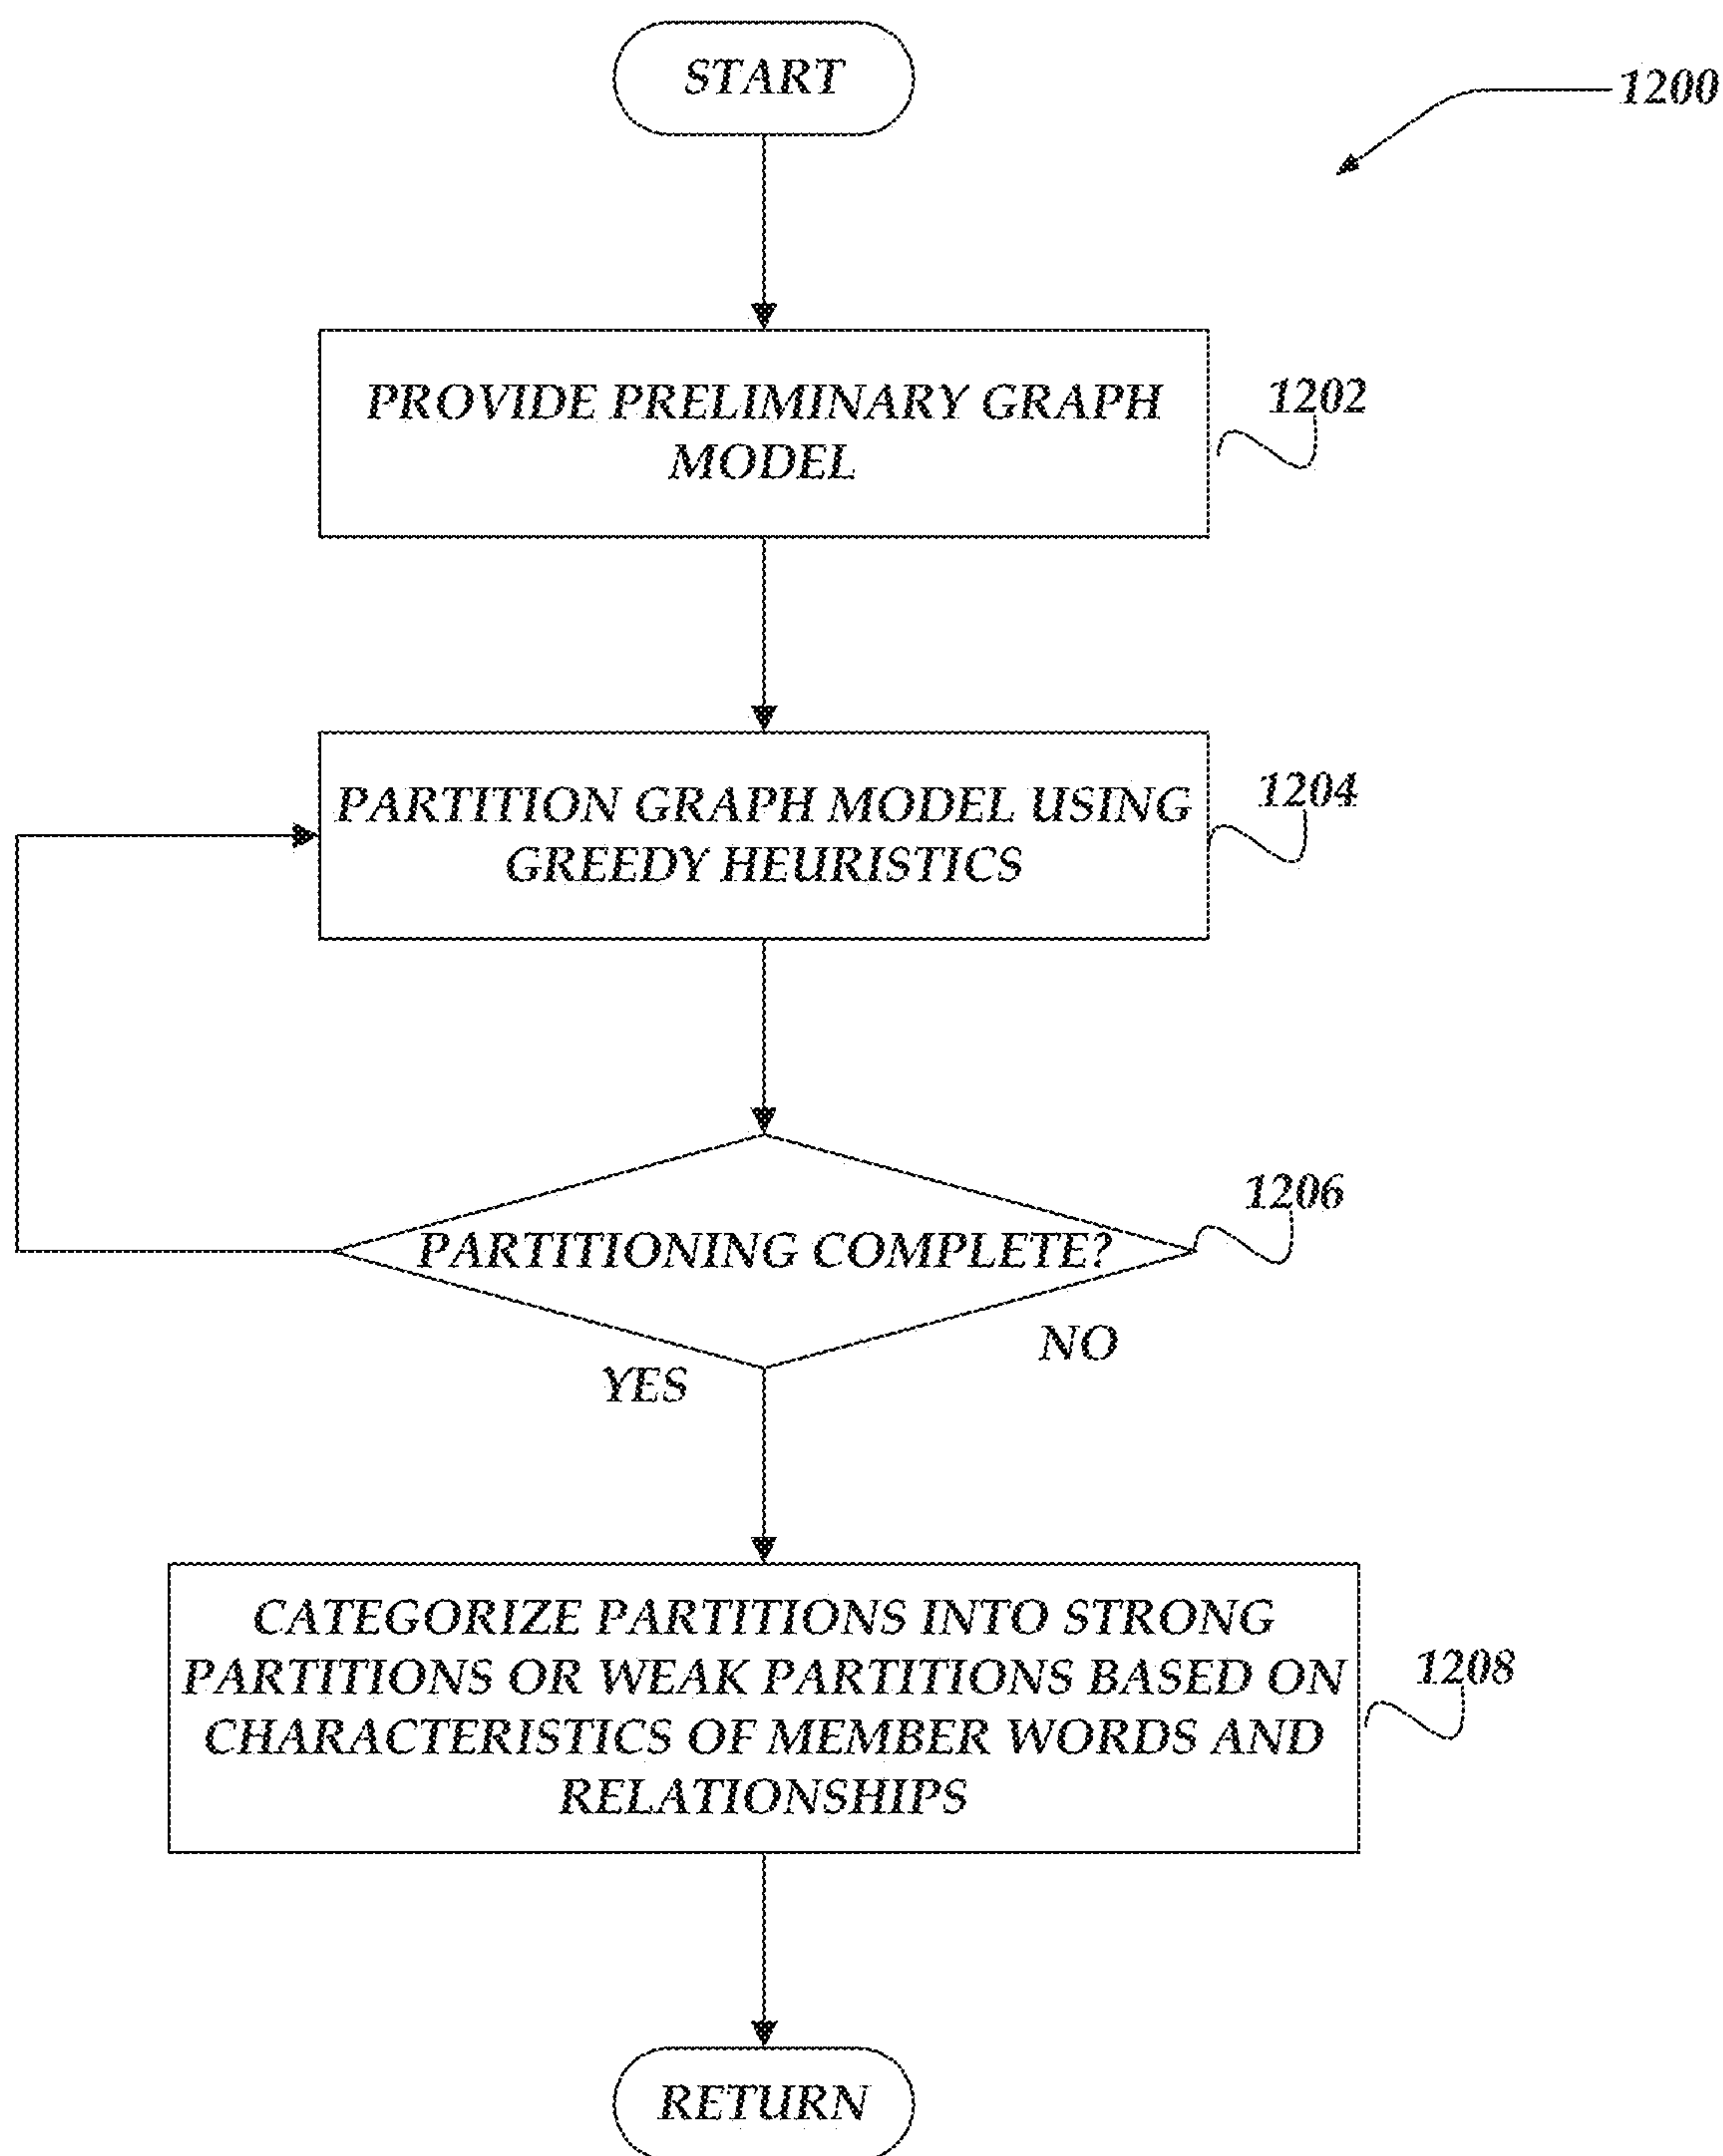 START
1200
PROVIDE PRELIMINARY GRAPH
MODEL
1202
PARTITION GRAPH MODEL USING
GREEDY HEURISTICS
1204
PARTITIONING COMPLETE?
1206
NO
YES
CATEGORIZE PARTITIONS INTO STRONG
PARTITIONS OR WEAK PARTITIONS BASED ON
CHARACTERISTICS OF MEMBER WORDS AND
RELATIONSHIPS
1208
RETURN